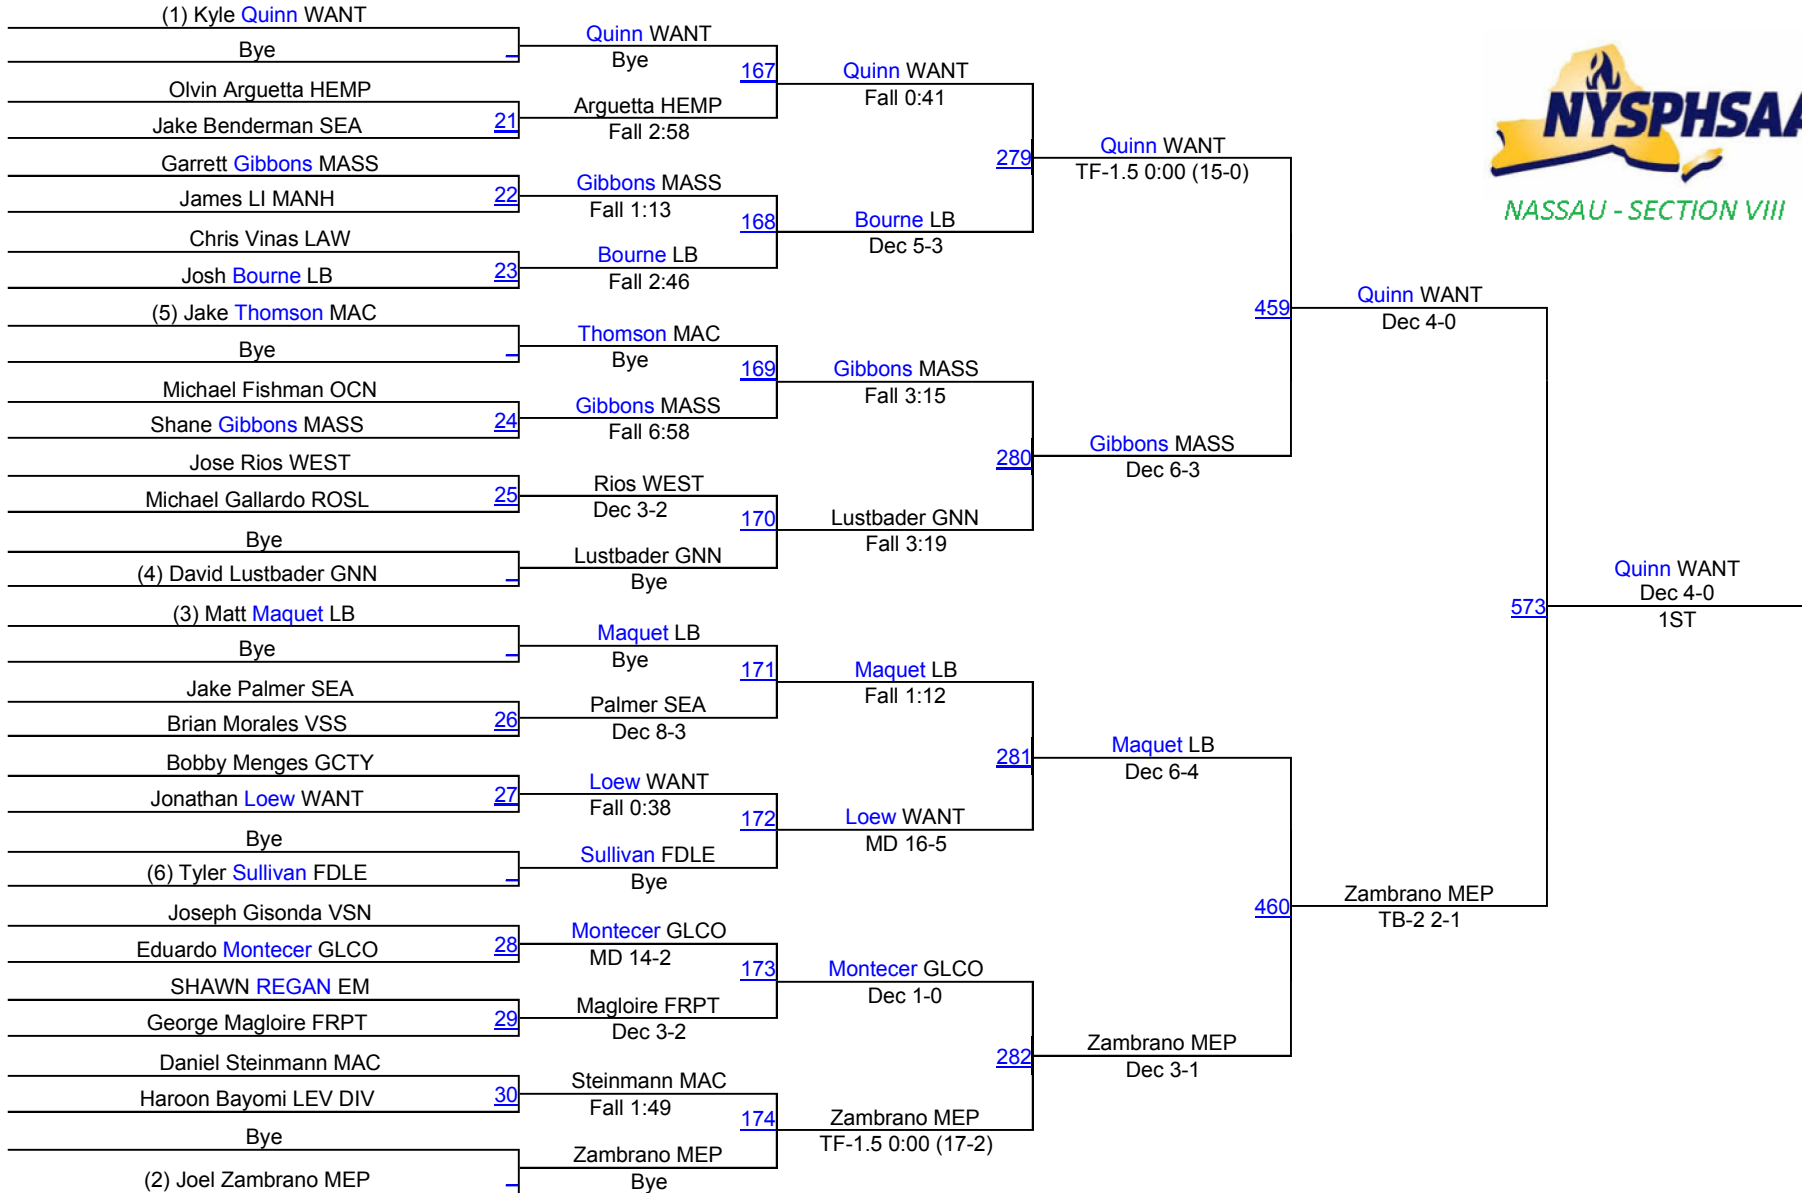 (1) Kyle Quinn WANT
Bye
Olvin Arguetta HEMP
Jake Benderman SEA
21
Garrett Gibbons MASS
James LI MANH
22
Chris Vinas LAW
Josh Bourne LB
23
(5) Jake Thomson MAC
Bye
Michael Fishman OCN
Shane Gibbons MASS
24
Jose Rios WEST
Michael Gallardo ROSL
25
Bye
(4) David Lustbader GNN
(3) Matt Maquet LB
Bye
Jake Palmer SEA
Brian Morales VSS
26
Bobby Menges GCTY
Jonathan Loew WANT
27
Bye
(6) Tyler Sullivan FDLE
Joseph Gisonda VSN
Eduardo Montecer GLCO
28
SHAWN REGAN EM
George Magloire FRPT
29
Daniel Steinmann MAC
Haroon Bayomi LEV DIV
30
Bye
(2) Joel Zambrano MEP
Quinn WANT
Bye
167
Arguetta HEMP
Fall 2:58
Gibbons MASS
Fall 1:13
168
Bourne LB
Fall 2:46
Thomson MAC
Bye
169
Gibbons MASS
Fall 6:58
Rios WEST
Dec 3-2
170
Lustbader GNN
Bye
Maquet LB
Bye
171
Palmer SEA
Dec 8-3
Loew WANT
Fall 0:38
172
Sullivan FDLE
Bye
Montecer GLCO
MD 14-2
173
Magloire FRPT
Dec 3-2
Steinmann MAC
Fall 1:49
174
Zambrano MEP
Bye
Quinn WANT
Fall 0:41
279
Bourne LB
Dec 5-3
Gibbons MASS
Fall 3:15
280
Lustbader GNN
Fall 3:19
Maquet LB
Fall 1:12
281
Loew WANT
MD 16-5
Montecer GLCO
Dec 1-0
282
Zambrano MEP
TF-1.5 0:00 (17-2)
Quinn WANT
TF-1.5 0:00 (15-0)
459
Gibbons MASS
Dec 6-3
Maquet LB
Dec 6-4
460
Zambrano MEP
Dec 3-1
Quinn WANT
Dec 4-0
573
Zambrano MEP
TB-2 2-1
Quinn WANT
Dec 4-0
1ST
NYSPHSAA
NASSAU - SECTION VIII